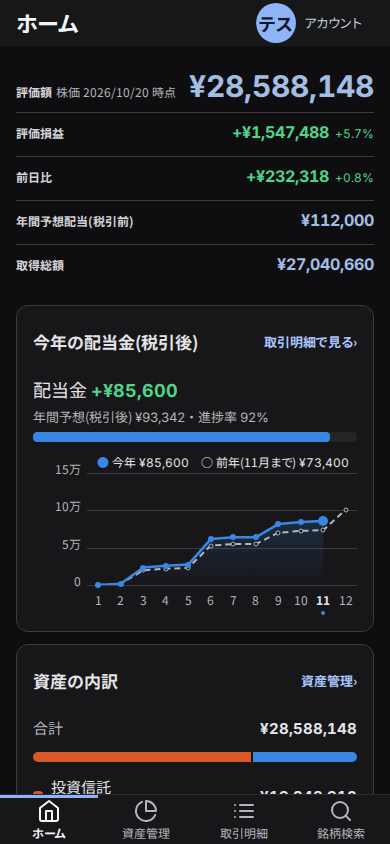 ホーム
テス アカウント
評価額 株価 2026/10/20 時点 ¥28,588,148
評価損益 +¥1,547,488 +5.7%
前日比 +¥232,318 +0.8%
年間予想配当(税引前) ¥112,000
取得総額 ¥27,040,660
今年の配当金(税引後) 取引明細で見る›
配当金 +¥85,600
年間予想(税引後) ¥93,342・進捗率 92%
今年 ¥85,600 前年(11月まで) ¥73,400
15万
10万
5万
0
1 2 3 4 5 6 7 8 9 10 11 12
資産の内訳 資産管理›
合計 ¥28,588,148
投資信託
ホーム 資産管理 取引明細 銘柄検索